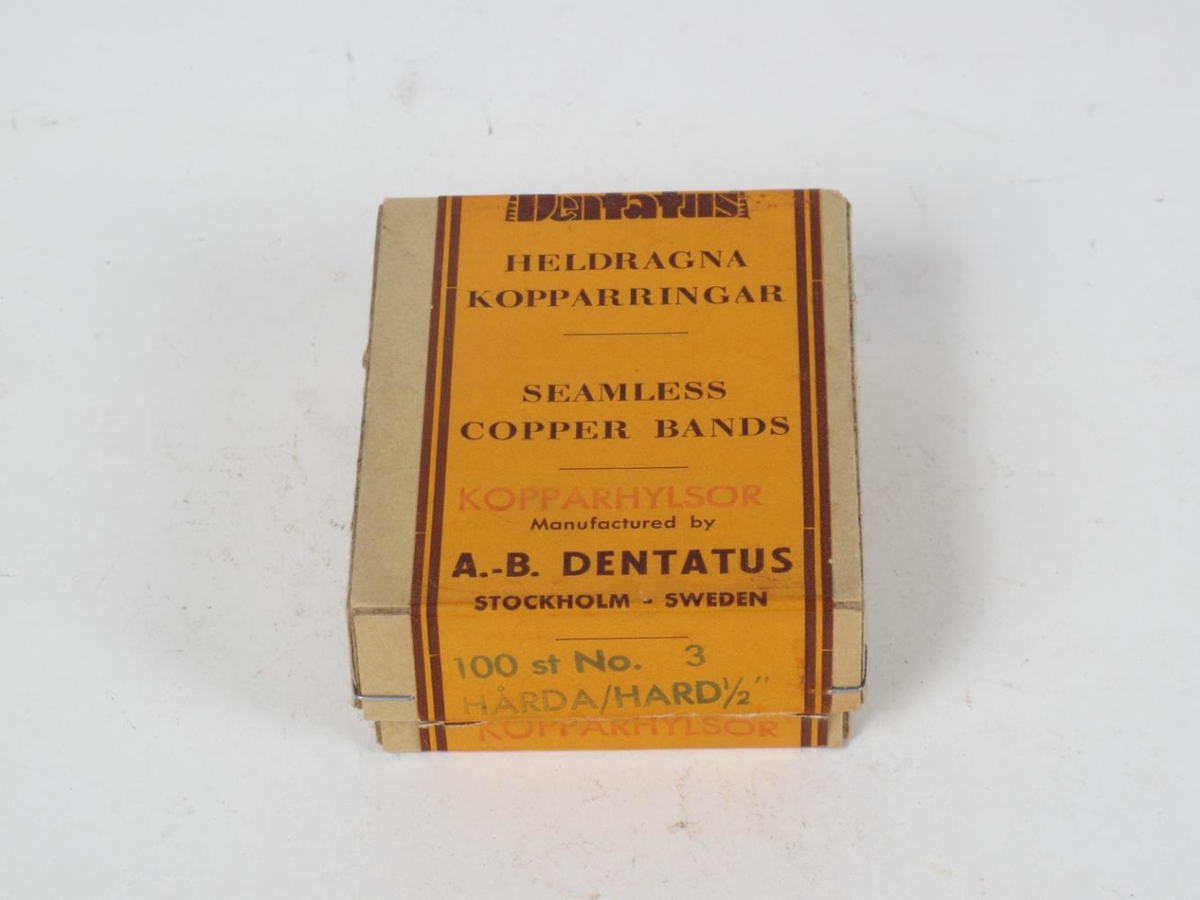 Dentatus
HELDRAGNA
KOPPARRINGAR
SEAMLESS
COPPER BANDS
KOPPARHYLSOR
Manufactured by
A.-B. DENTATUS
STOCKHOLM - SWEDEN
100 st No. 3
HÅRDA/HARD 1/2"
KOPPARHYLSOR